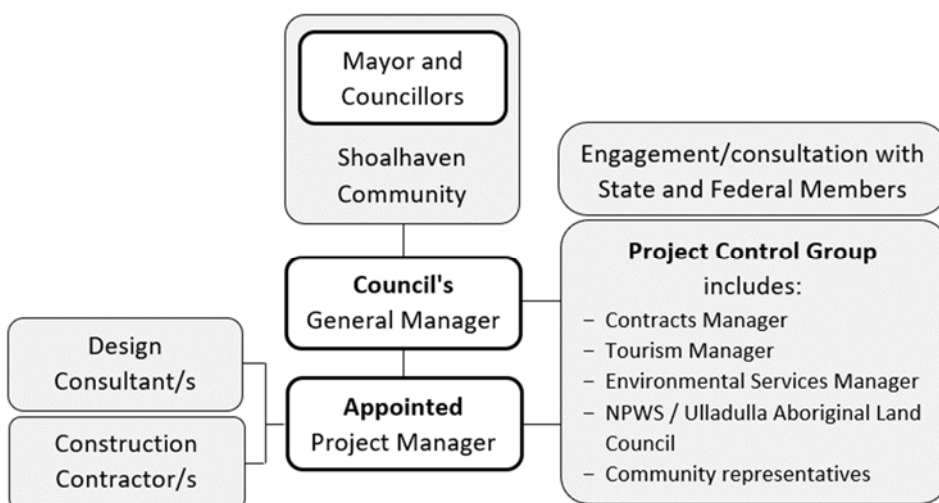 Mayor and
Councillors
Shoalhaven
Community
Engagement/consultation with
State and Federal Members
Council's
General Manager
Project Control Group
includes:
– Contracts Manager
– Tourism Manager
– Environmental Services Manager
– NPWS / Ulladulla Aboriginal Land
Council
– Community representatives
Design
Consultant/s
Construction
Contractor/s
Appointed
Project Manager